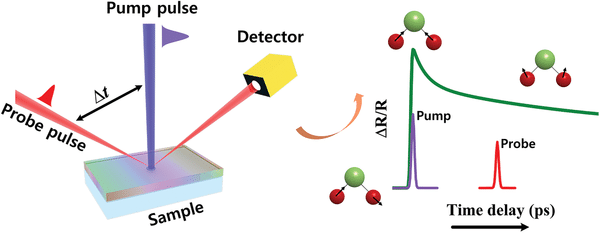 Pump pulse
Detector
Δt
Probe pulse
Sample
ΔR/R
Pump
Probe
Time delay (ps)